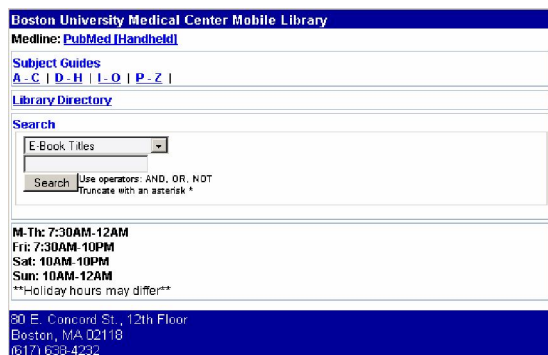 Boston University Medical Center Mobile Library
Medline: PubMed [Handheld]
Subject Guides
A - C | D - H | I - O | P - Z |
Library Directory
Search
E-Book Titles
Search Use operators: AND, OR, NOT
Truncate with an asterisk *
M-Th: 7:30AM-12AM
Fri: 7:30AM-10PM
Sat: 10AM-10PM
Sun: 10AM-12AM
**Holiday hours may differ**
80 E. Concord St., 12th Floor
Boston, MA 02118
(617) 638-4232